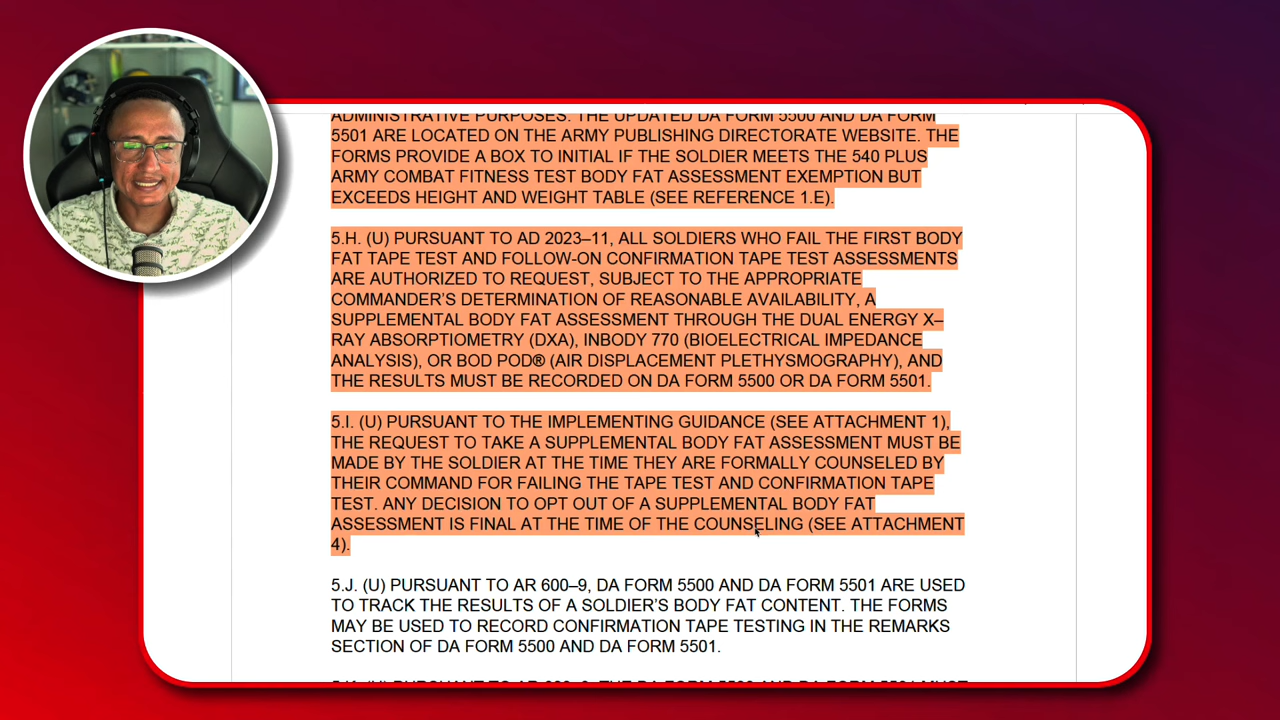 ADMINISTRATIVE PURPOSES. THE UPDATED DA FORM 5500 AND DA FORM
5501 ARE LOCATED ON THE ARMY PUBLISHING DIRECTORATE WEBSITE. THE
FORMS PROVIDE A BOX TO INITIAL IF THE SOLDIER MEETS THE 540 PLUS
ARMY COMBAT FITNESS TEST BODY FAT ASSESSMENT EXEMPTION BUT
EXCEEDS HEIGHT AND WEIGHT TABLE (SEE REFERENCE 1.E).
5.H. (U) PURSUANT TO AD 2023–11, ALL SOLDIERS WHO FAIL THE FIRST BODY
FAT TAPE TEST AND FOLLOW-ON CONFIRMATION TAPE TEST ASSESSMENTS
ARE AUTHORIZED TO REQUEST, SUBJECT TO THE APPROPRIATE
COMMANDER'S DETERMINATION OF REASONABLE AVAILABILITY, A
SUPPLEMENTAL BODY FAT ASSESSMENT THROUGH THE DUAL ENERGY X–
RAY ABSORPTIOMETRY (DXA), INBODY 770 (BIOELECTRICAL IMPEDANCE
ANALYSIS), OR BOD POD® (AIR DISPLACEMENT PLETHYSMOGRAPHY), AND
THE RESULTS MUST BE RECORDED ON DA FORM 5500 OR DA FORM 5501.
5.I. (U) PURSUANT TO THE IMPLEMENTING GUIDANCE (SEE ATTACHMENT 1),
THE REQUEST TO TAKE A SUPPLEMENTAL BODY FAT ASSESSMENT MUST BE
MADE BY THE SOLDIER AT THE TIME THEY ARE FORMALLY COUNSELED BY
THEIR COMMAND FOR FAILING THE TAPE TEST AND CONFIRMATION TAPE
TEST. ANY DECISION TO OPT OUT OF A SUPPLEMENTAL BODY FAT
ASSESSMENT IS FINAL AT THE TIME OF THE COUNSELING (SEE ATTACHMENT
4).
5.J. (U) PURSUANT TO AR 600–9, DA FORM 5500 AND DA FORM 5501 ARE USED
TO TRACK THE RESULTS OF A SOLDIER'S BODY FAT CONTENT. THE FORMS
MAY BE USED TO RECORD CONFIRMATION TAPE TESTING IN THE REMARKS
SECTION OF DA FORM 5500 AND DA FORM 5501.